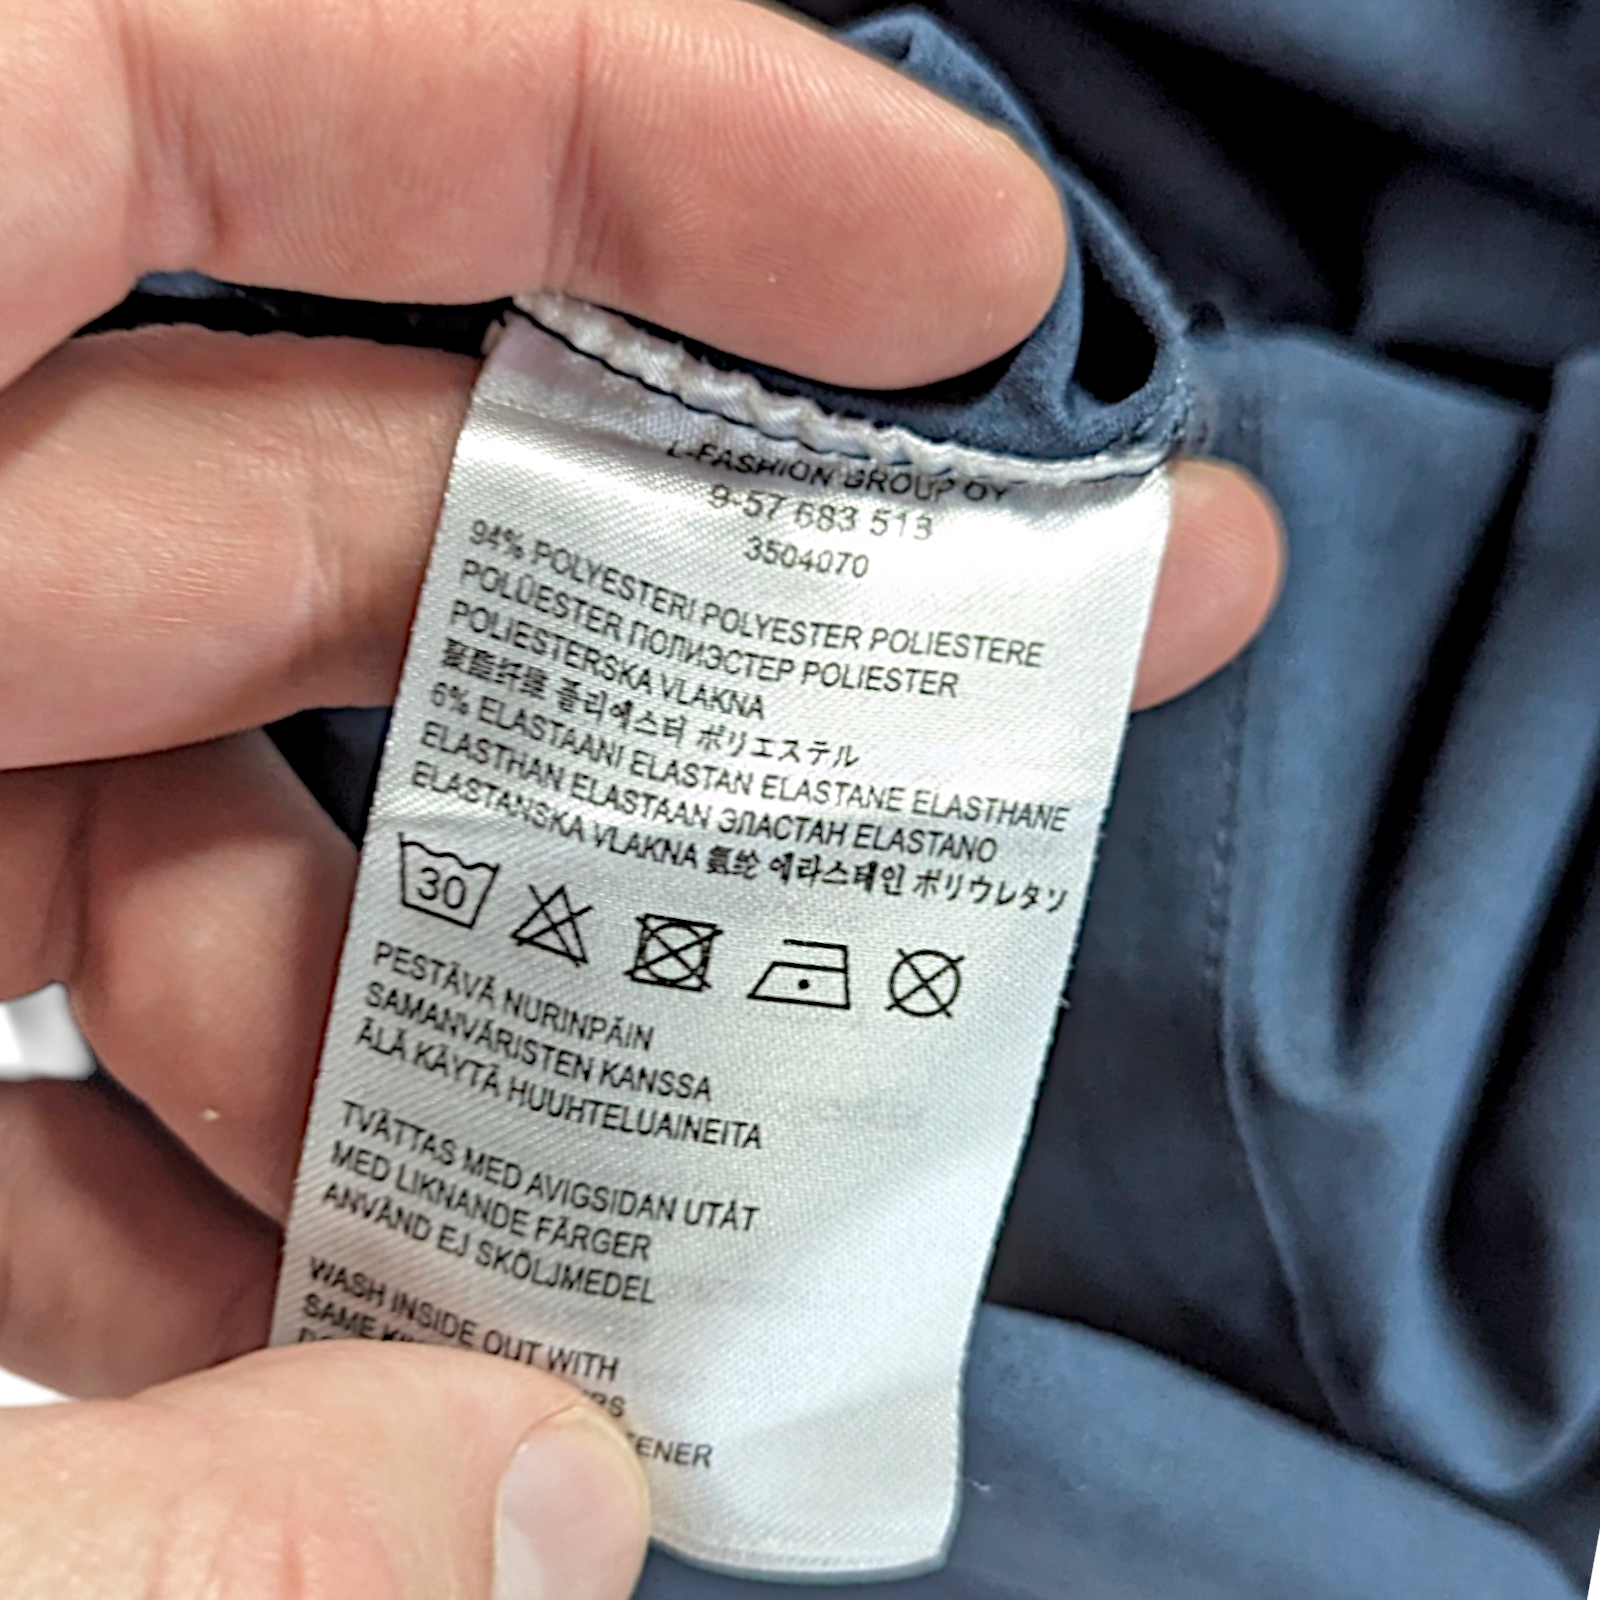 L-FASHION GROUP OY
9-57 683 513
3504070
94% POLYESTERI POLYESTER POLIESTERE
POLÜESTER ПОЛИЭСТЕР POLIESTER
POLIESTERSKA VLAKNA
聚酯纤维 폴리에스터 ポリエステル
6% ELASTAANI ELASTAN ELASTANE ELASTHANE
ELASTHAN ELASTAAN ЭЛАСТАН ELASTANO
ELASTANSKA VLAKNA 氨纶 에라스테인 ポリウレタン
30
PESTÄVÄ NURINPÄIN
SAMANVÄRISTEN KANSSA
ÄLÄ KÄYTÄ HUUHTELUAINEITA
TVÄTTAS MED AVIGSIDAN UTÅT
MED LIKNANDE FÄRGER
ANVÄND EJ SKÖLJMEDEL
WASH INSIDE OUT WITH
SAME